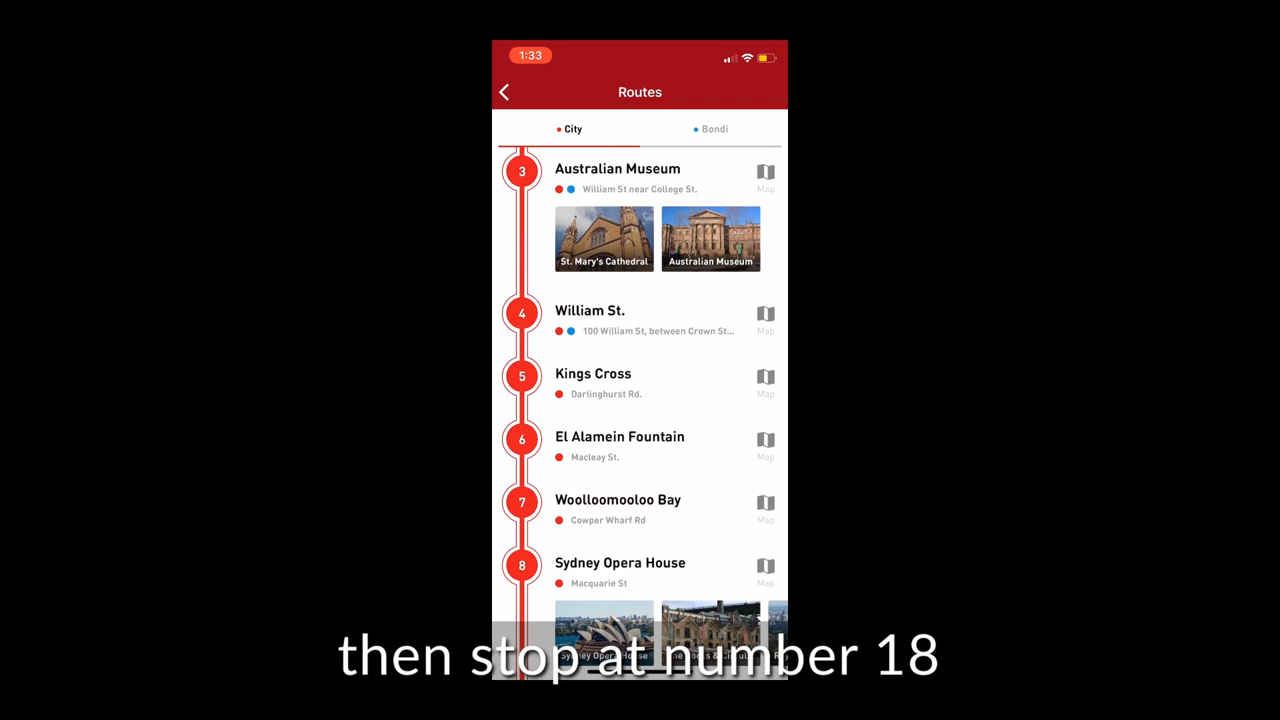 1:33
Routes
City
Bondi
3
Australian Museum
William St near College St.
Map
St. Mary's Cathedral
Australian Museum
4
William St.
100 William St, between Crown St...
Map
5
Kings Cross
Darlinghurst Rd.
Map
6
El Alamein Fountain
Macleay St.
Map
7
Woolloomooloo Bay
Cowper Wharf Rd
Map
8
Sydney Opera House
Macquarie St
Map
Sydney Opera House
then stop at number 18